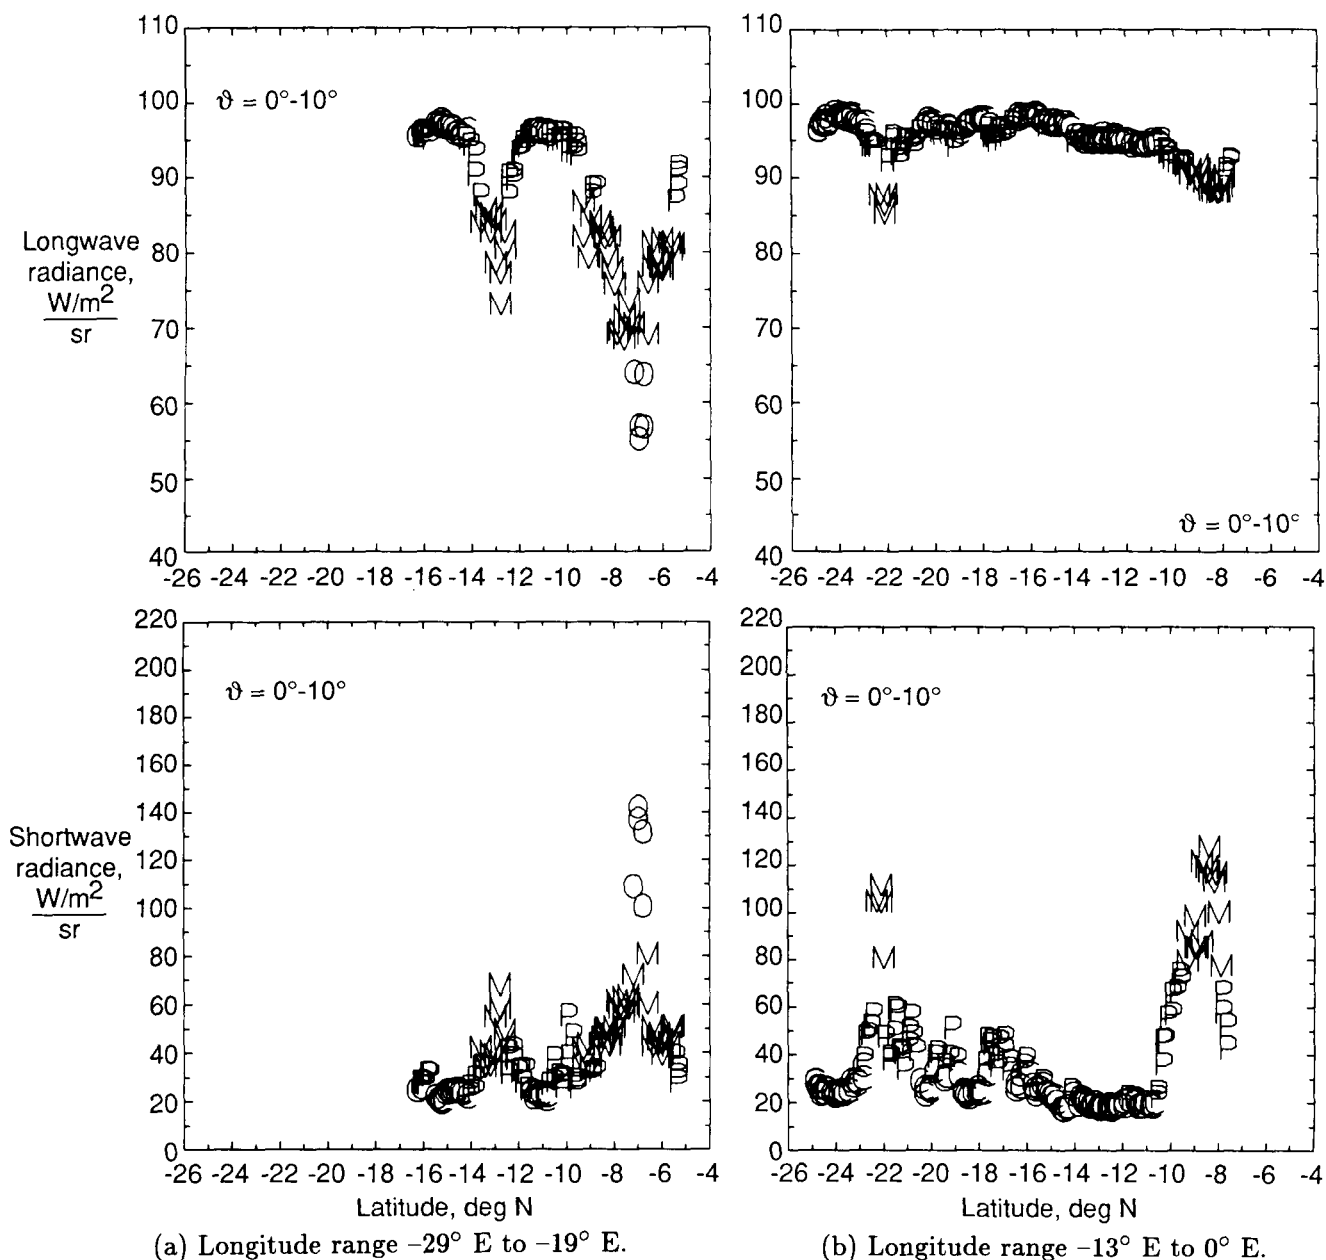 110
100
90
80
70
60
50
40
Longwave
radiance,
W/m2
sr
ϑ = 0°-10°
-26 -24 -22 -20 -18 -16 -14 -12 -10 -8 -6 -4
110
100
90
80
70
60
50
40
ϑ = 0°-10°
-26 -24 -22 -20 -18 -16 -14 -12 -10 -8 -6 -4
220
200
180
160
140
120
100
80
60
40
20
0
Shortwave
radiance,
W/m2
sr
ϑ = 0°-10°
-26 -24 -22 -20 -18 -16 -14 -12 -10 -8 -6 -4
Latitude, deg N
(a) Longitude range –29° E to –19° E.
220
200
180
160
140
120
100
80
60
40
20
0
ϑ = 0°-10°
-26 -24 -22 -20 -18 -16 -14 -12 -10 -8 -6 -4
Latitude, deg N
(b) Longitude range –13° E to 0° E.